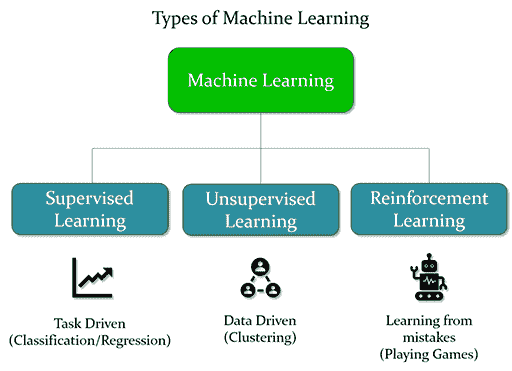 Types of Machine Learning
Machine Learning
Supervised
Learning
Unsupervised
Learning
Reinforcement
Learning
Task Driven
(Classification/Regression)
Data Driven
(Clustering)
Learning from
mistakes
(Playing Games)